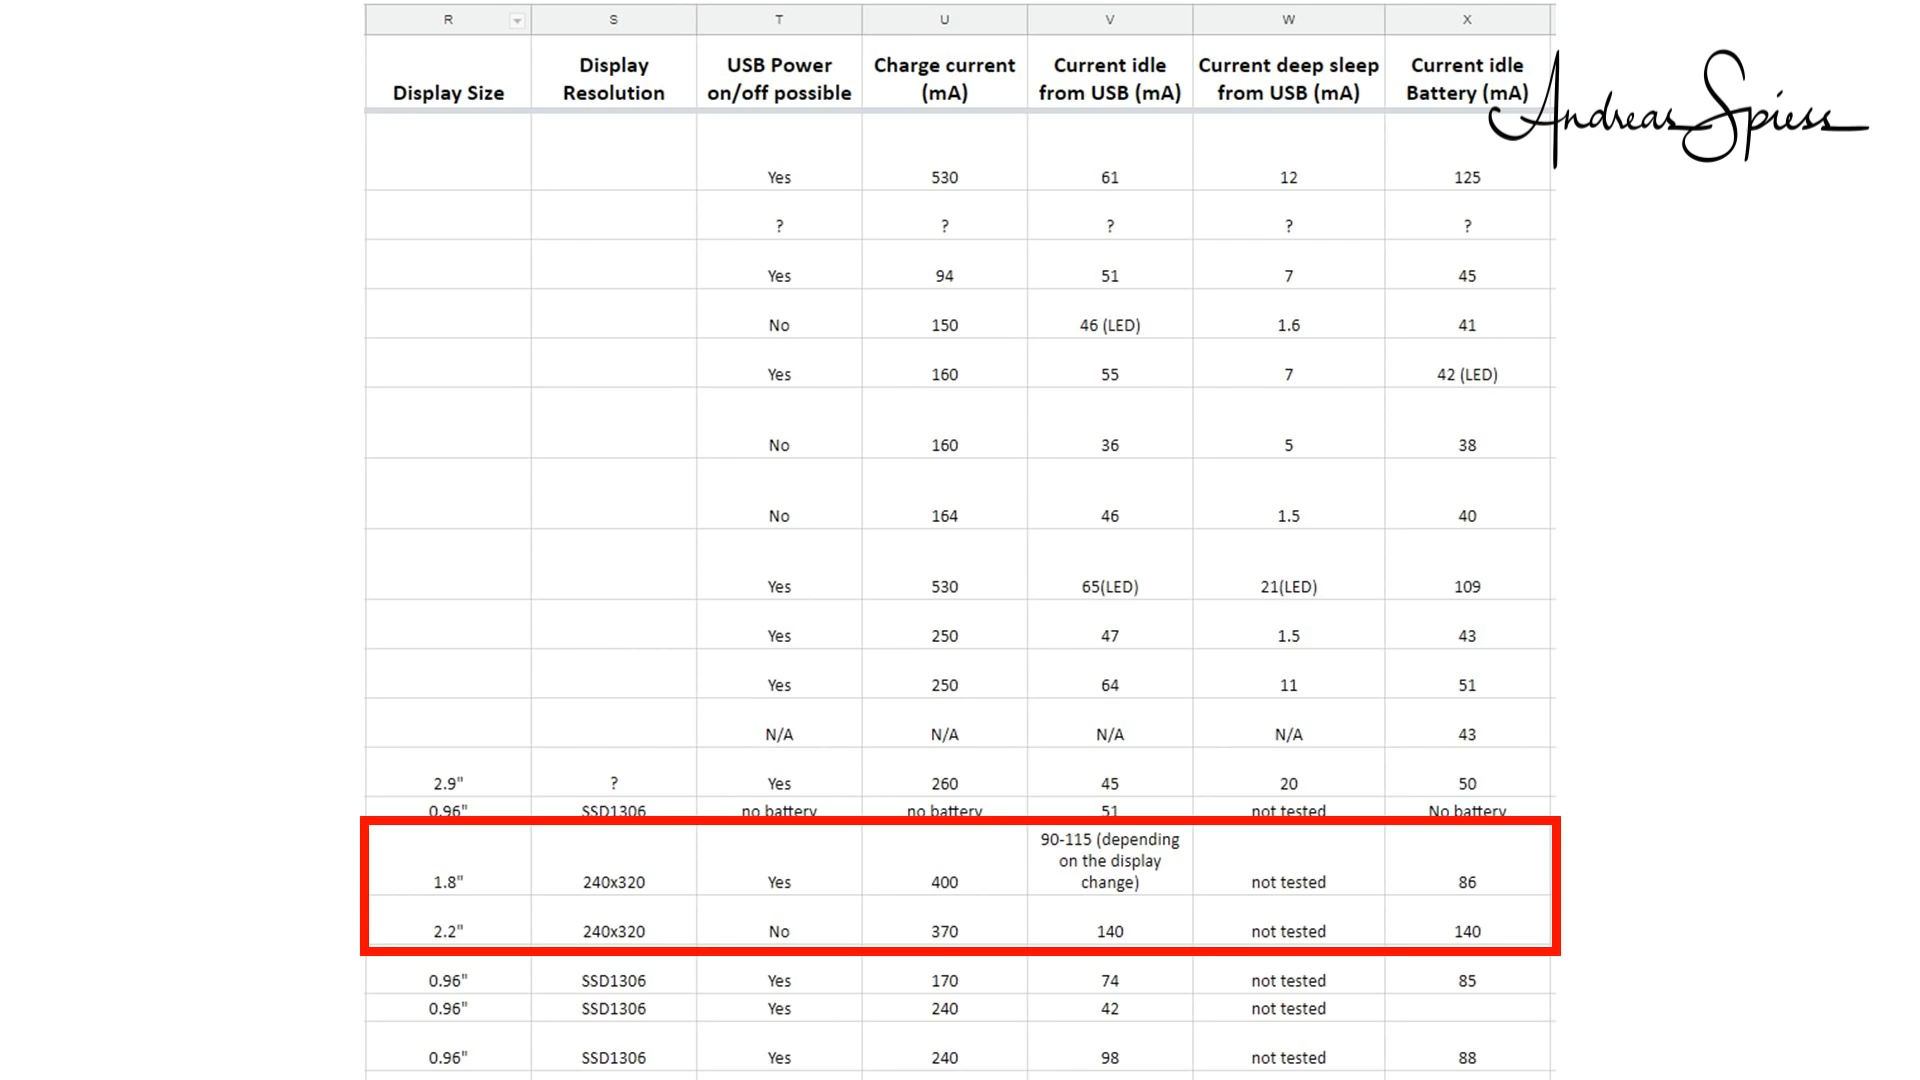 R S T U V W X
Display Size Display Resolution USB Power on/off possible Charge current (mA) Current idle from USB (mA) Current deep sleep from USB (mA) Current idle Battery (mA)
Andreas Spiess
Yes 530 61 12 125
? ? ? ? ?
Yes 94 51 7 45
No 150 46 (LED) 1.6 41
Yes 160 55 7 42 (LED)
No 160 36 5 38
No 164 46 1.5 40
Yes 530 65(LED) 21(LED) 109
Yes 250 47 1.5 43
Yes 250 64 11 51
N/A N/A N/A N/A 43
2.9" ? Yes 260 45 20 50
0.96" SSD1306 no battery no battery 51 not tested No battery
1.8" 240x320 Yes 400 90-115 (depending on the display change) not tested 86
2.2" 240x320 No 370 140 not tested 140
0.96" SSD1306 Yes 170 74 not tested 85
0.96" SSD1306 Yes 240 42 not tested
0.96" SSD1306 Yes 240 98 not tested 88